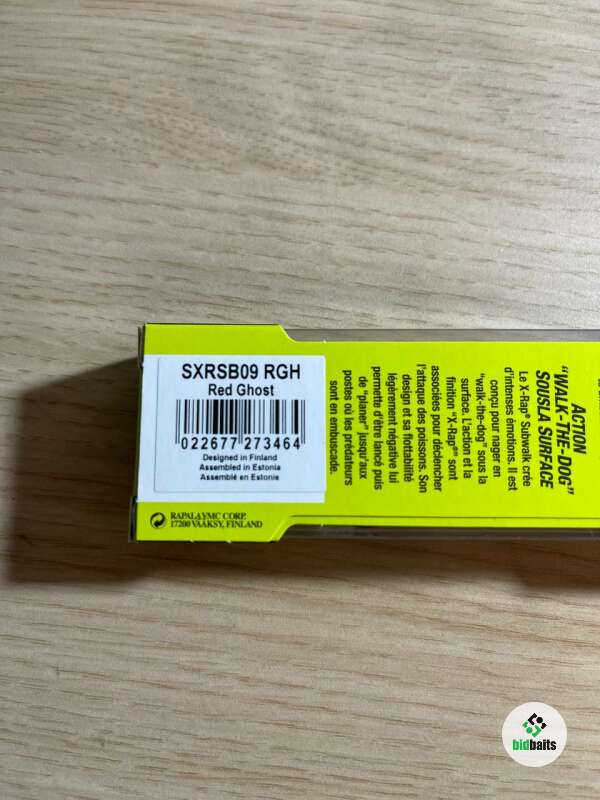 SXRSB09 RGH
Red Ghost
022677 273464
Designed in Finland
Assembled in Estonia
Assemblé en Estonie
RAPALA VMC CORP.
17200 VÄÄKSY, FINLAND
ACTION
“WALK-THE-DOG”
SOUSLA SURFACE
Le X-Rap® Subwalk crée
d'intenses émotions. Il est
conçu pour nager en
“walk-the-dog” sous la
surface. L'action et la
finition “X-Rap®” sont
associées pour déclencher
l'attaque des poissons. Son
design et sa flottabilité
légèrement négative lui
permette d'être lancé puis
de “planer” jusqu'aux
postes où les prédateurs
sont en embuscade.
bidbaits